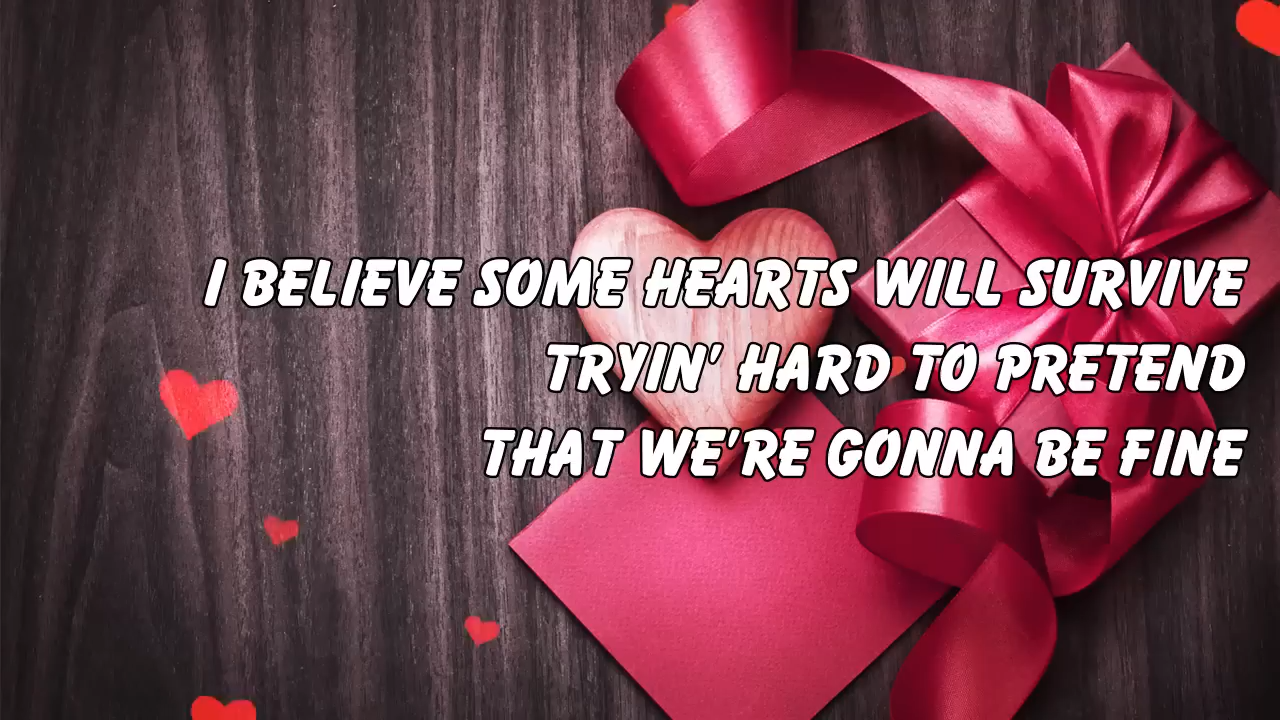 I BELIEVE SOME HEARTS WILL SURVIVE
TRYIN' HARD TO PRETEND
THAT WE'RE GONNA BE FINE